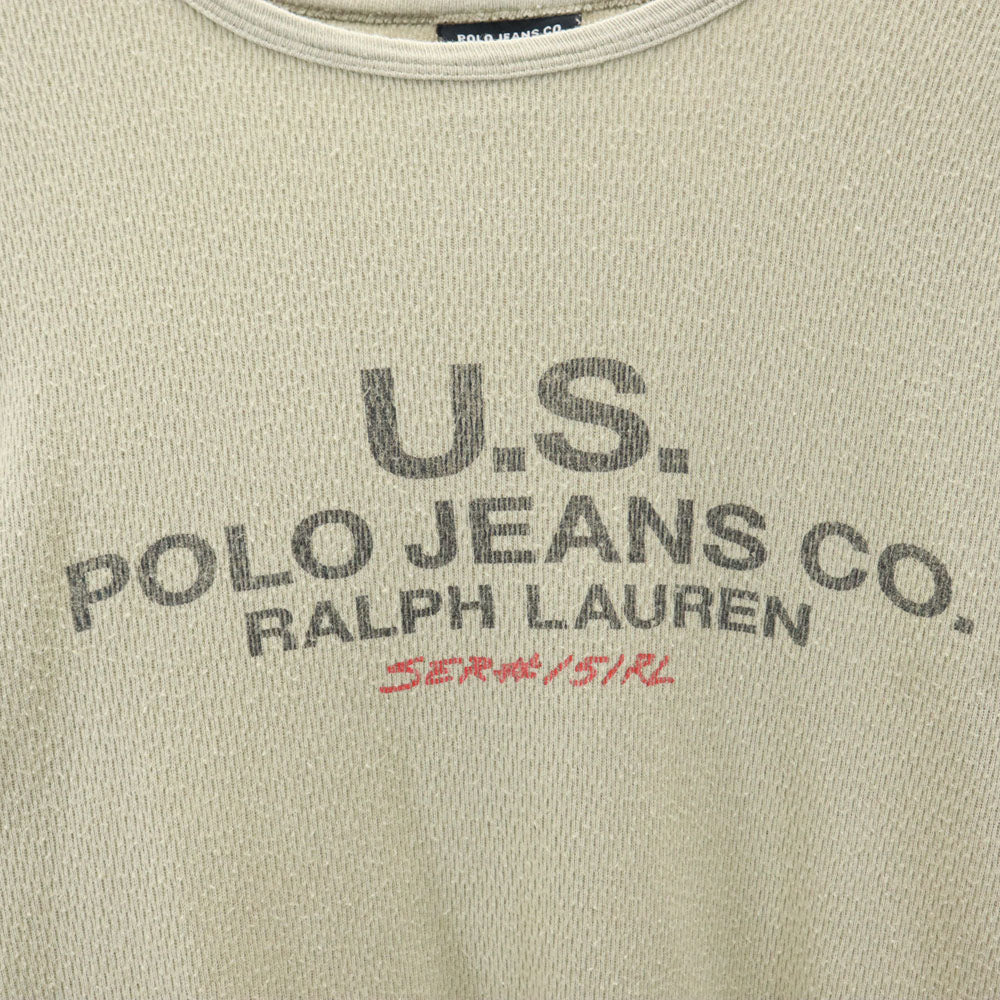 POLO JEANS CO.
U.S.
POLO JEANS CO.
RALPH LAUREN
SER#/51RL